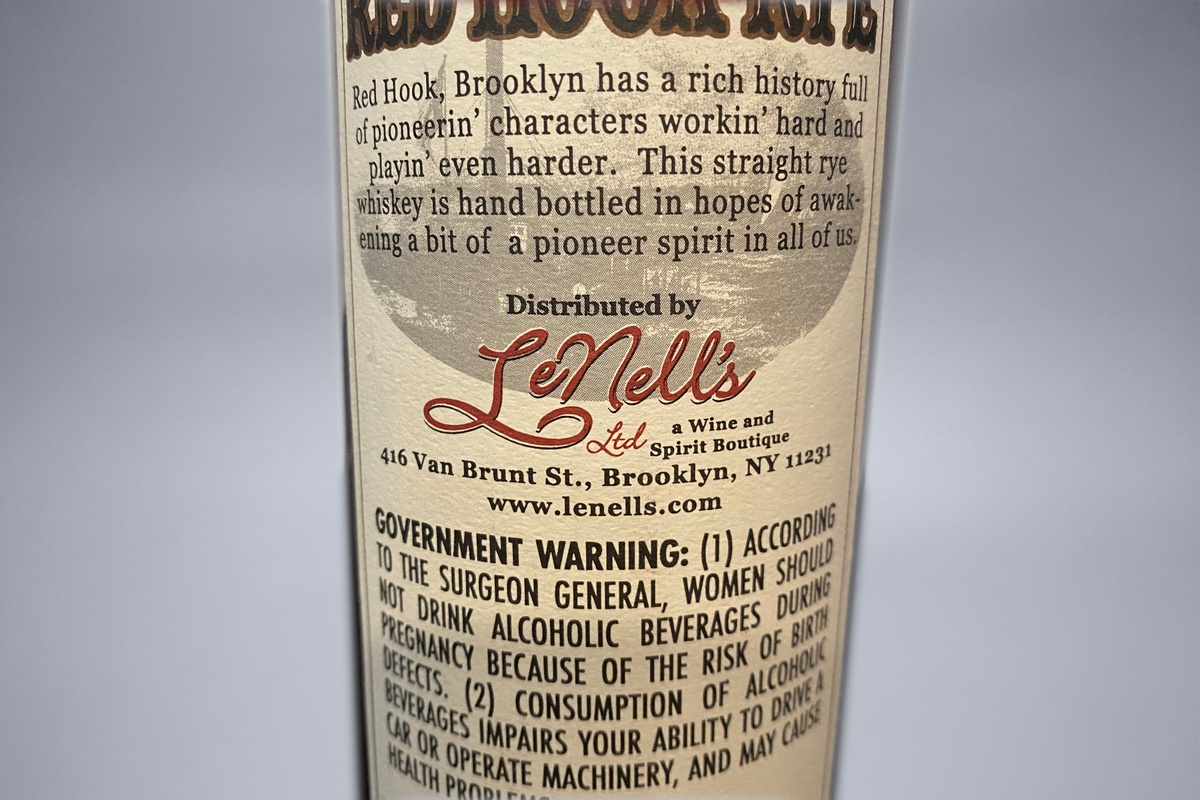 RED HOOK RYE
Red Hook, Brooklyn has a rich history full
of pioneerin' characters workin' hard and
playin' even harder. This straight rye
whiskey is hand bottled in hopes of awak-
ening a bit of a pioneer spirit in all of us.
Distributed by
LeNell's
Ltd a Wine and
Spirit Boutique
416 Van Brunt St., Brooklyn, NY 11231
www.lenells.com
GOVERNMENT WARNING: (1) ACCORDING
TO THE SURGEON GENERAL, WOMEN SHOULD
NOT DRINK ALCOHOLIC BEVERAGES DURING
PREGNANCY BECAUSE OF THE RISK OF BIRTH
DEFECTS. (2) CONSUMPTION OF ALCOHOLIC
BEVERAGES IMPAIRS YOUR ABILITY TO DRIVE A
CAR OR OPERATE MACHINERY, AND MAY CAUSE
HEALTH PROBLEMS